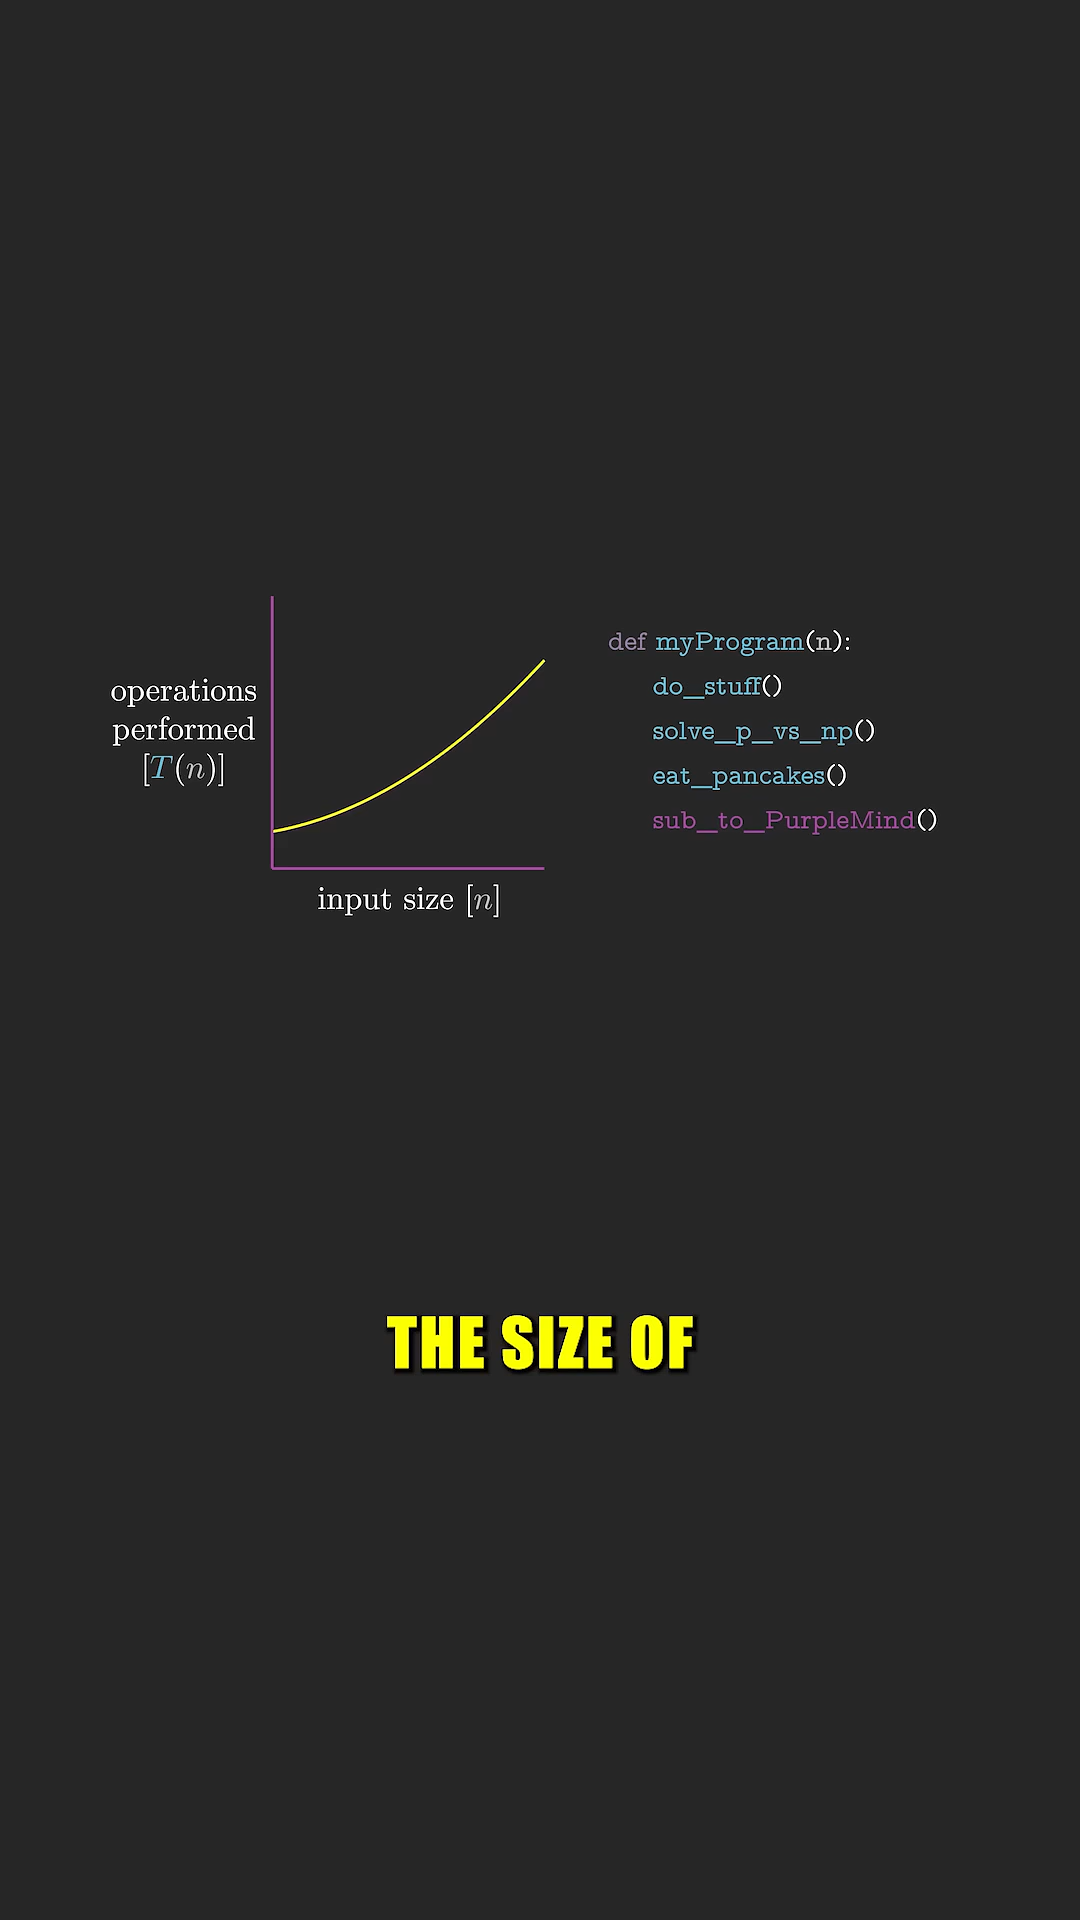 operations
performed
[T(n)]
input size [n]
def myProgram(n):
do_stuff()
solve_p_vs_np()
eat_pancakes()
sub_to_PurpleMind()
THE SIZE OF